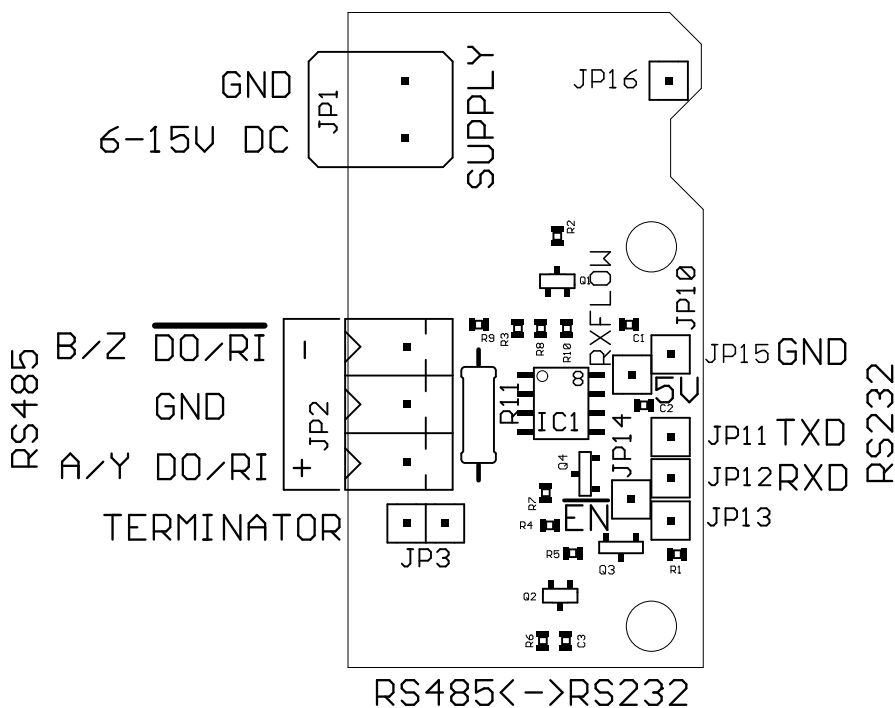 GND
JP1
SUPPLY
JP16
6-15V DC
R2
Q1
RXFLOW
JP10
RS485
B/Z DO/RI
-
R9
R3
R8
R10
C1
JP15 GND
5V
GND
JP2
R11
IC1
8
C2
RS232
JP14
JP11 TXD
A/Y DO/RI
+
Q4
JP12 RXD
R7
EN
JP13
TERMINATOR
JP3
R4
R5
Q3
R1
Q2
R6
C3
RS485<->RS232